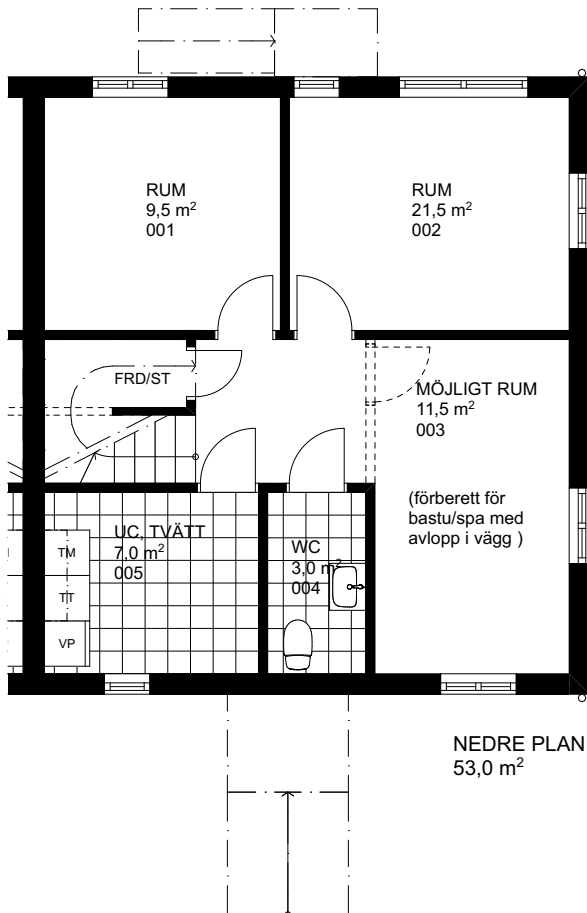 RUM
9,5 m²
001
RUM
21,5 m²
002
FRD/ST
MÖJLIGT RUM
11,5 m²
003
(förberett för
bastu/spa med
avlopp i vägg )
UC, TVÄTT
7,0 m²
005
WC
3,0 m²
004
TM
TT
VP
NEDRE PLAN
53,0 m²